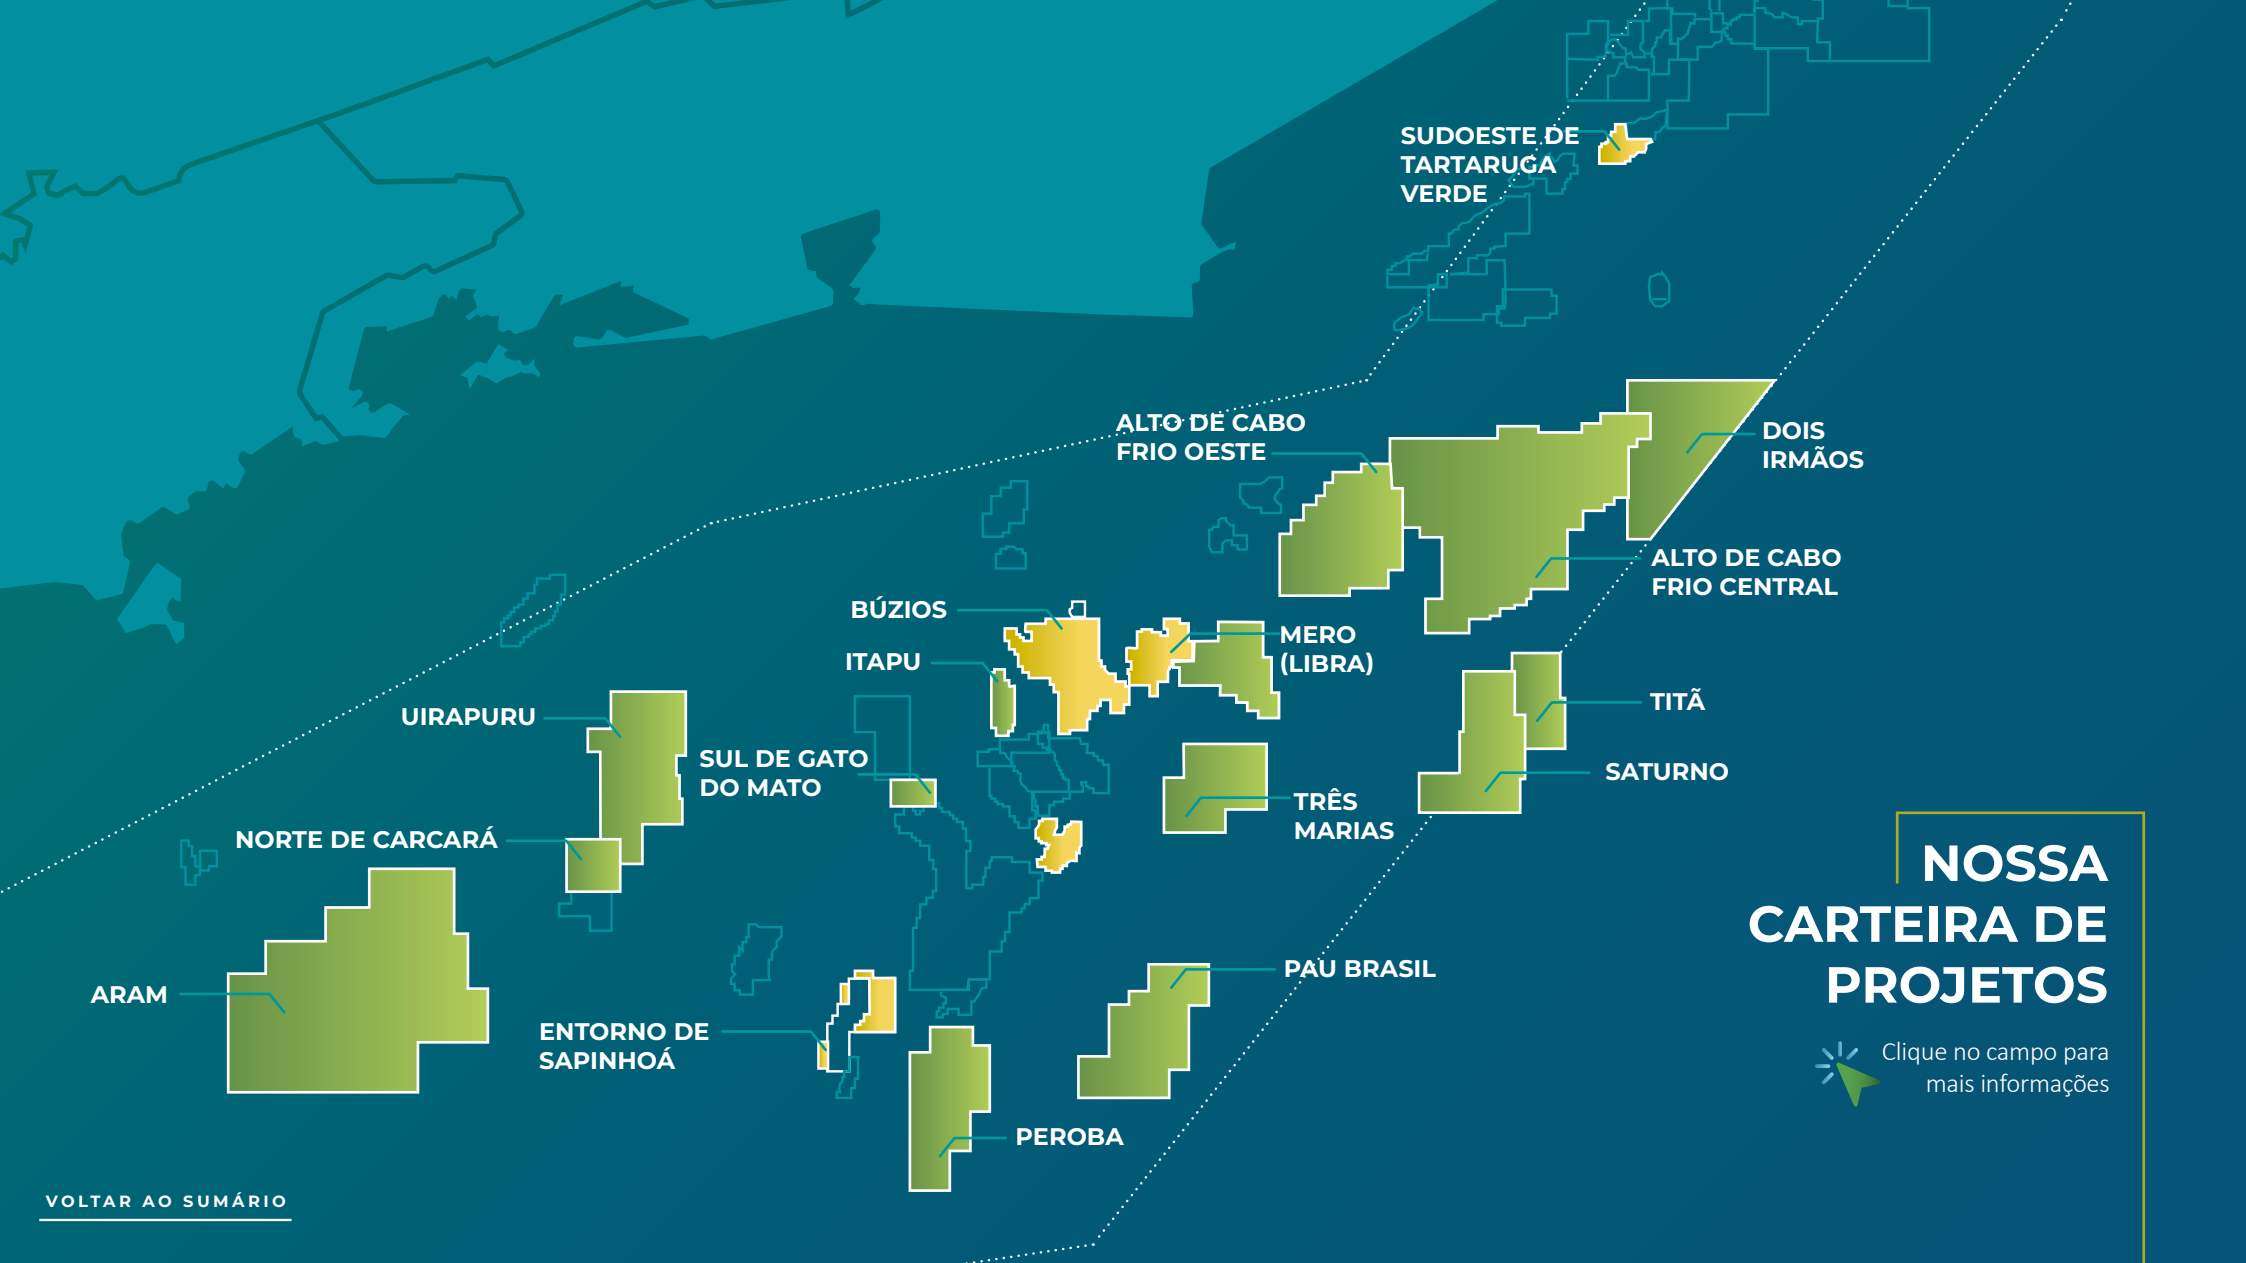 SUDOESTE DE
TARTARUGA
VERDE
ALTO DE CABO
FRIO OESTE
DOIS
IRMÃOS
ALTO DE CABO
FRIO CENTRAL
BÚZIOS
MERO
(LIBRA)
ITAPU
TITÃ
UIRAPURU
SUL DE GATO
DO MATO
SATURNO
TRÊS
MARIAS
NORTE DE CARCARÁ
NOSSA
CARTEIRA DE
PROJETOS
PAU BRASIL
ARAM
ENTORNO DE
SAPINHOÁ
Clique no campo para
mais informações
PEROBA
VOLTAR AO SUMÁRIO